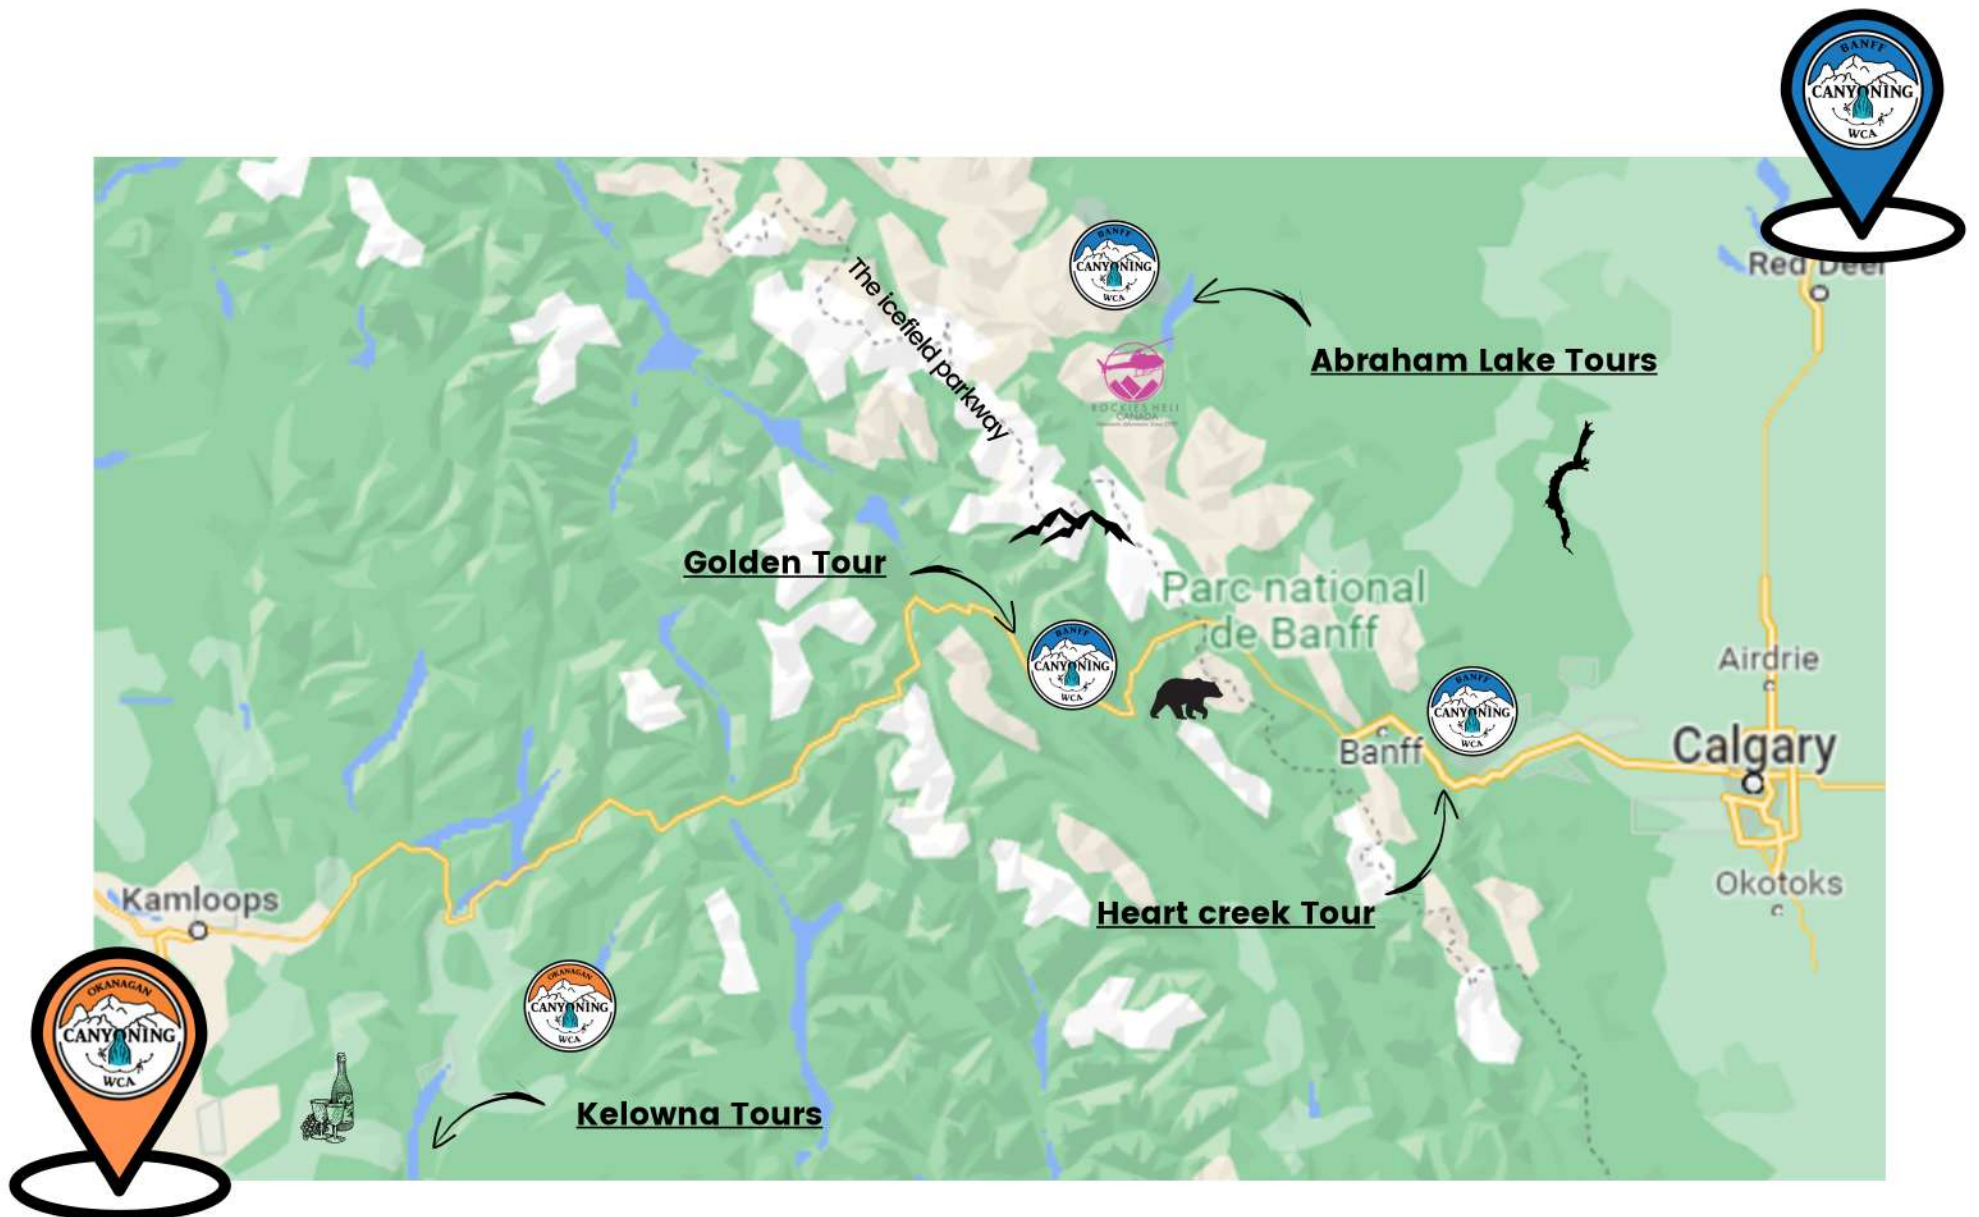 BANFF
CANYONING
WCA
Red Deer
BANFF
CANYONING
WCA
The icefield parkway
Abraham Lake Tours
ROCKIES HELI
CANADA
Golden Tour
Parc national
de Banff
BANFF
CANYONING
WCA
Airdrie
BANFF
CANYONING
WCA
Banff
Calgary
Kamloops
Okotoks
Heart creek Tour
OKANAGAN
CANYONING
WCA
OKANAGAN
CANYONING
WCA
Kelowna Tours